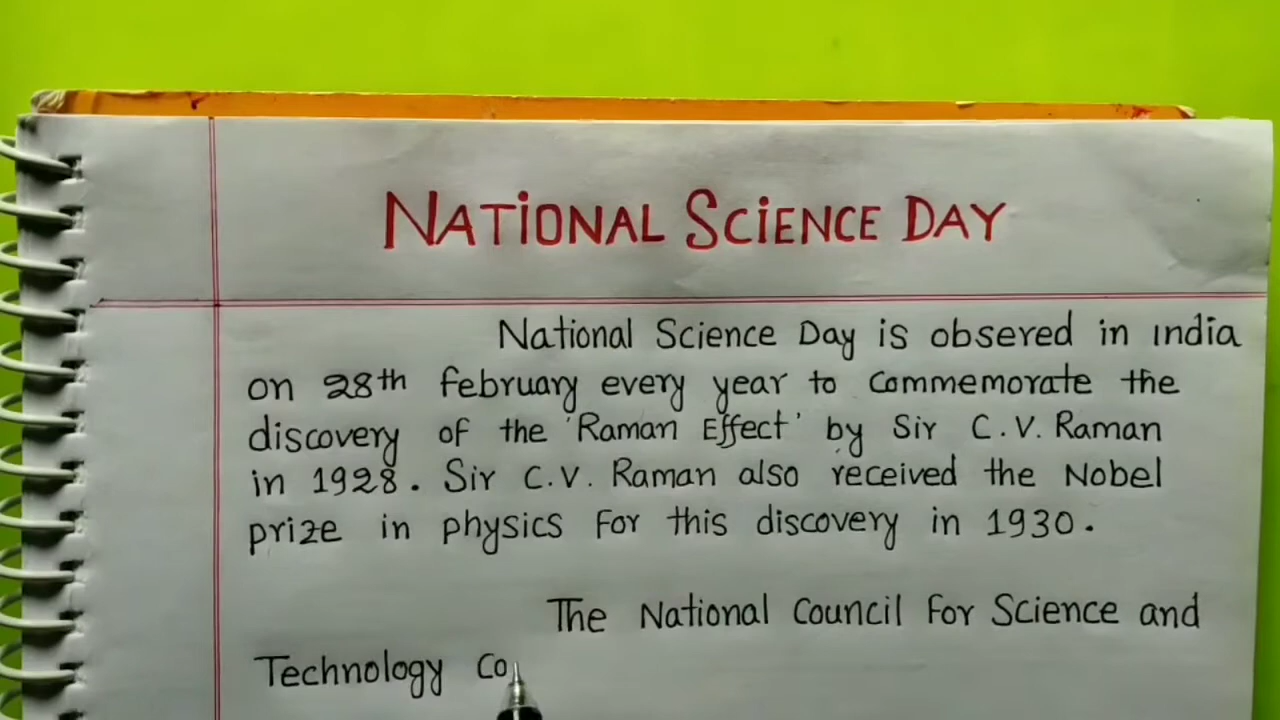 NATIONAL SCIENCE DAY
National Science Day is obsered in india
on 28th february every year to commemorate the
discovery of the 'Raman Effect' by Sir C.V. Raman
in 1928. Sir C.V. Raman also received the Nobel
prize in physics For this discovery in 1930.
The National Council For Science and
Technology Co